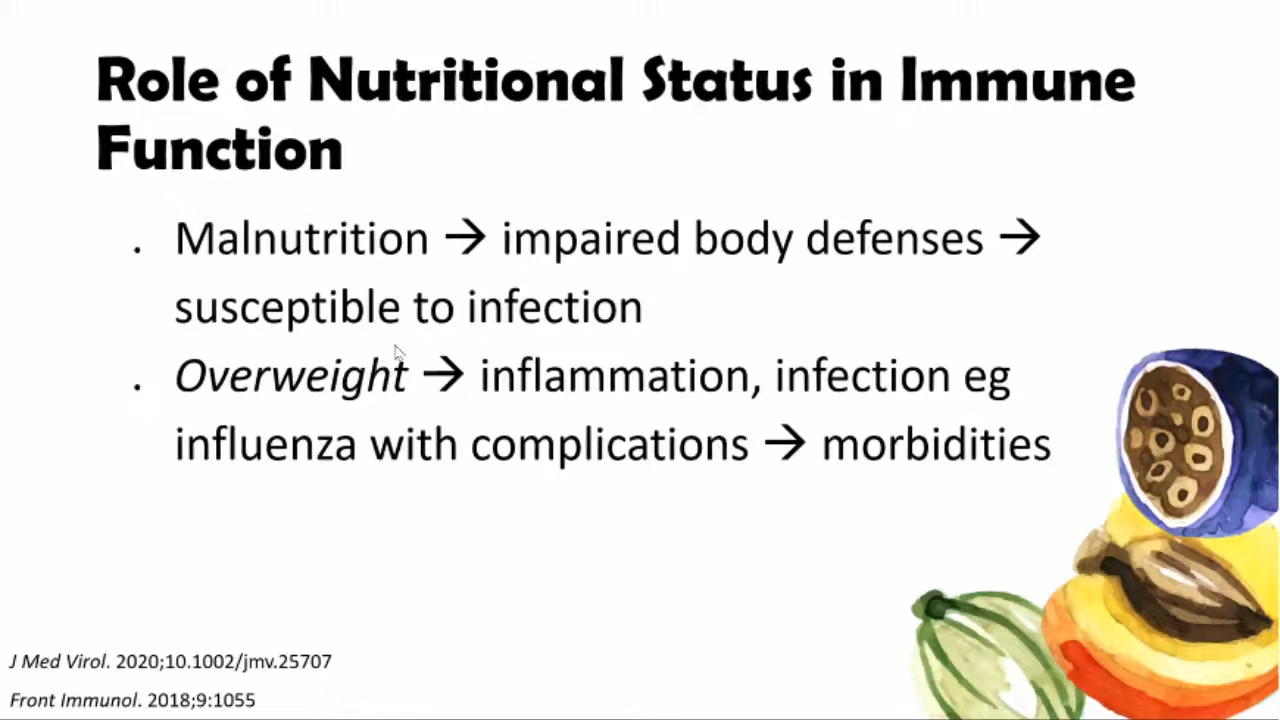 Role of Nutritional Status in Immune
Function
. Malnutrition → impaired body defenses →
susceptible to infection
. Overweight → inflammation, infection eg
influenza with complications → morbidities
J Med Virol. 2020;10.1002/jmv.25707
Front Immunol. 2018;9:1055